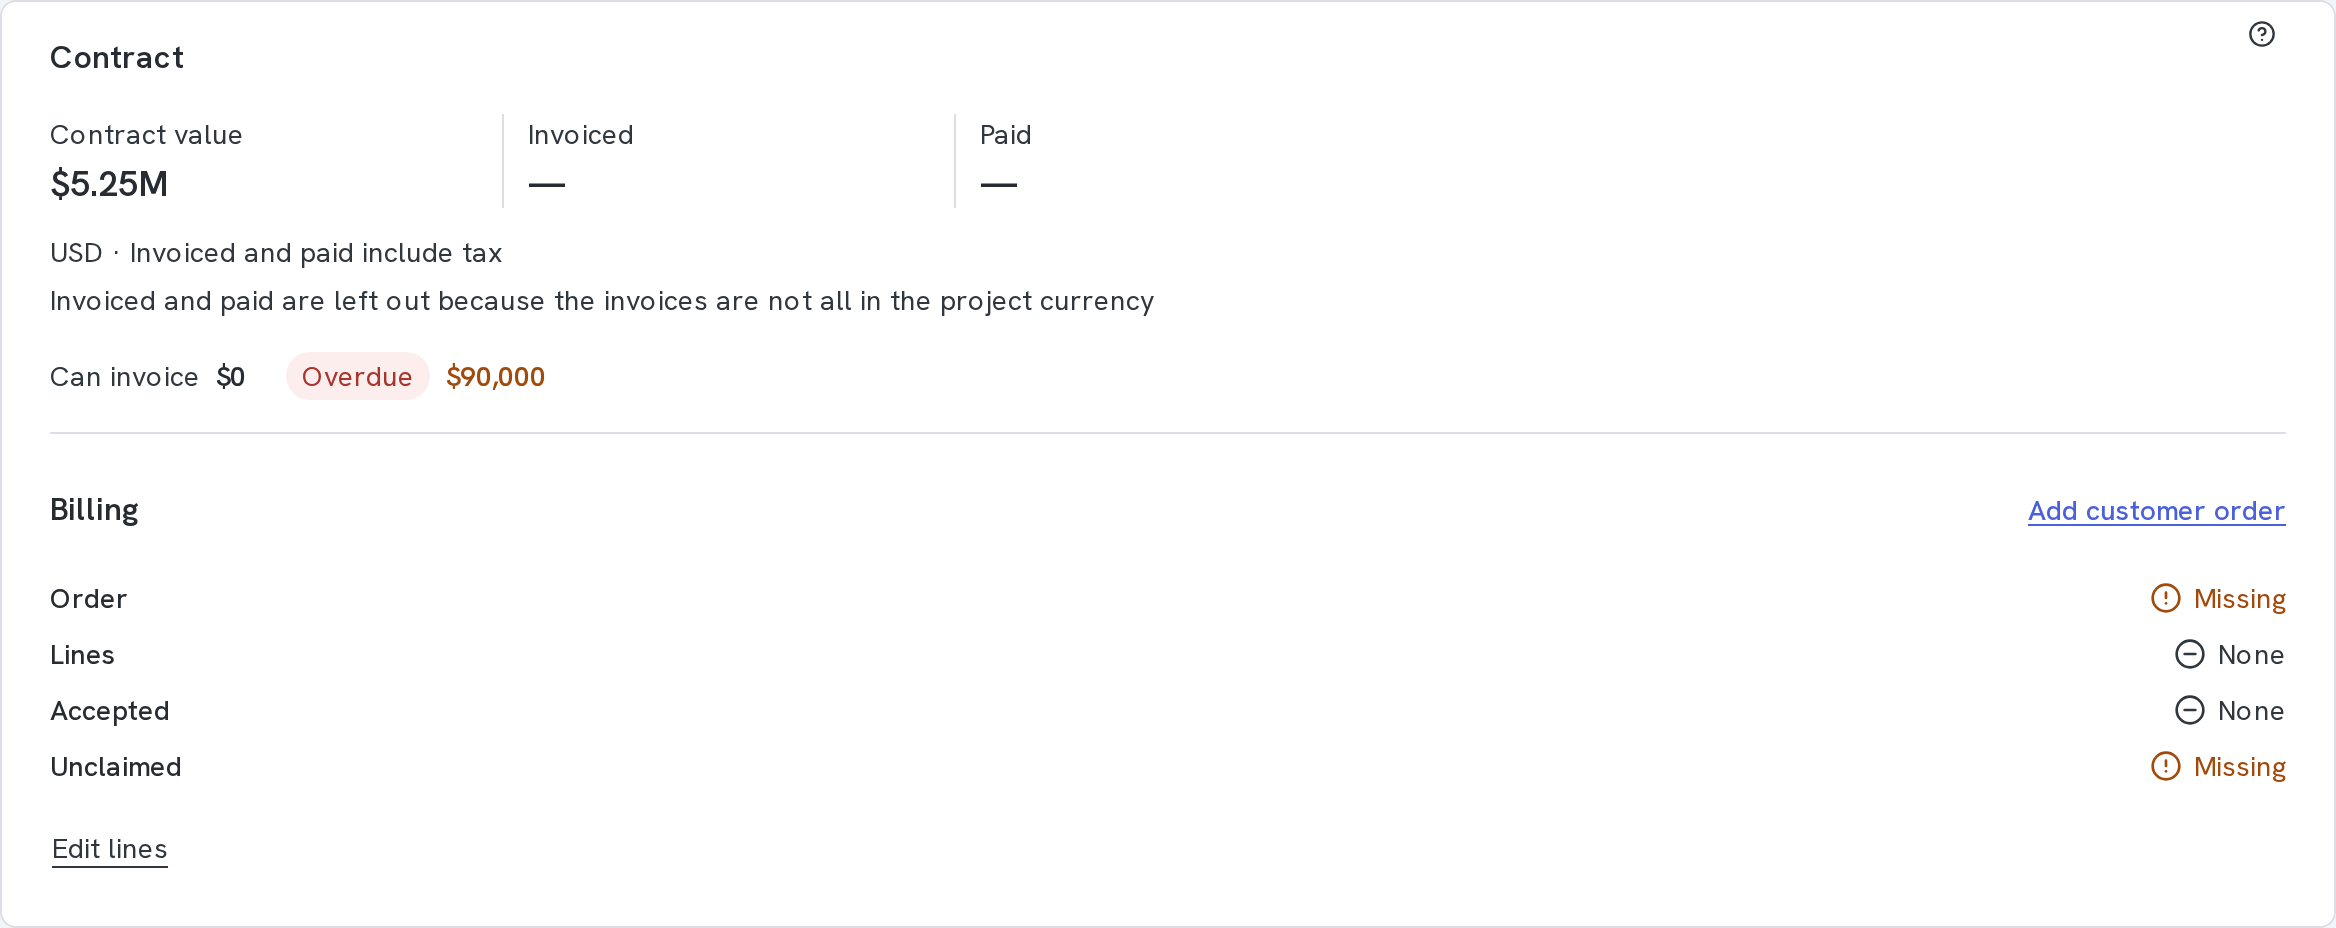 Contract
Contract value
$5.25M
Invoiced
—
Paid
—
USD · Invoiced and paid include tax
Invoiced and paid are left out because the invoices are not all in the project currency
Can invoice $0 Overdue $90,000
Billing
Add customer order
Order Missing
Lines None
Accepted None
Unclaimed Missing
Edit lines